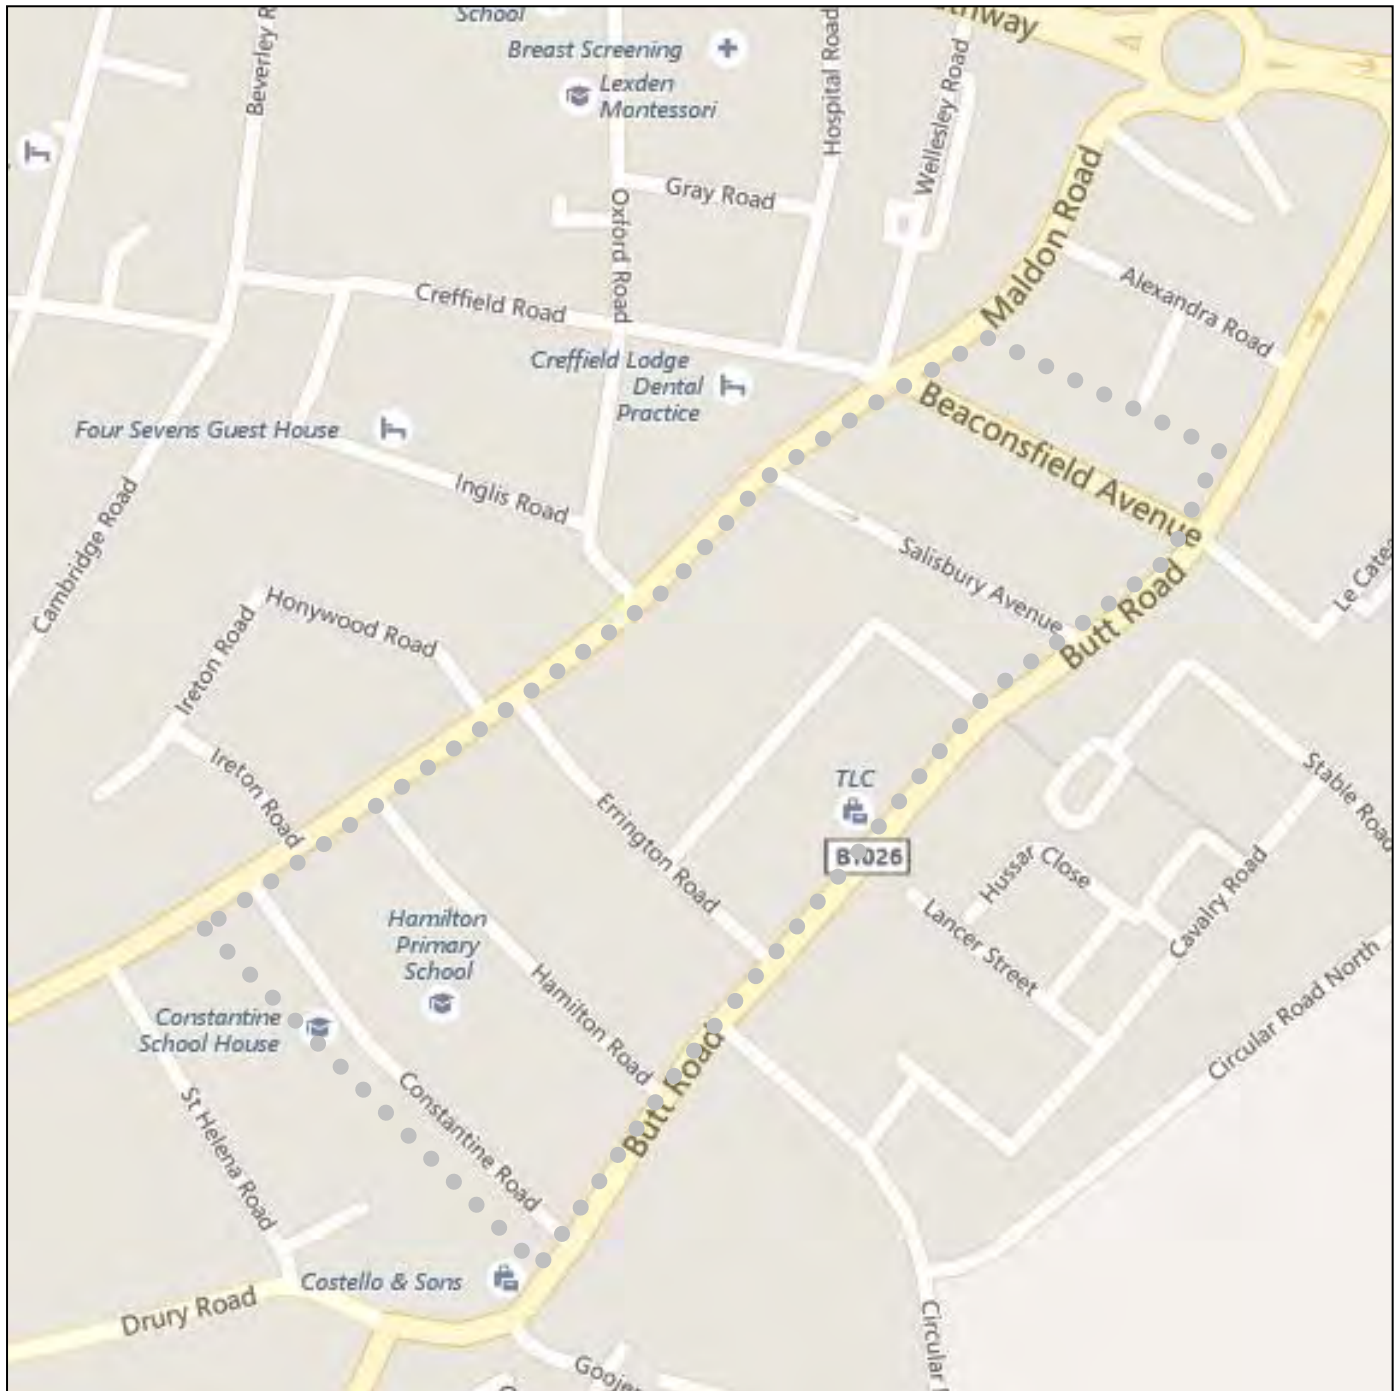 School
Breast Screening
Lexden
Montessori
Beverley R
Hospital Road
Wellesley Road
Gray Road
Oxford Road
Maldon Road
Alexandra Road
Creffield Road
Creffield Lodge
Dental
Practice
Four Sevens Guest House
Beaconsfield Avenue
Inglis Road
Cambridge Road
Salisbury Avenue
Honywood Road
Ireton Road
Butt Road
Ireton Road
TLC
B1026
Errington Road
Stable Road
Hussar Close
Lancer Street
Cavalry Road
Hamilton
Primary
School
Hamilton Road
Constantine
School House
Circular Road North
Butt Road
Constantine Road
St Helena Road
Costello & Sons
Drury Road
Circular